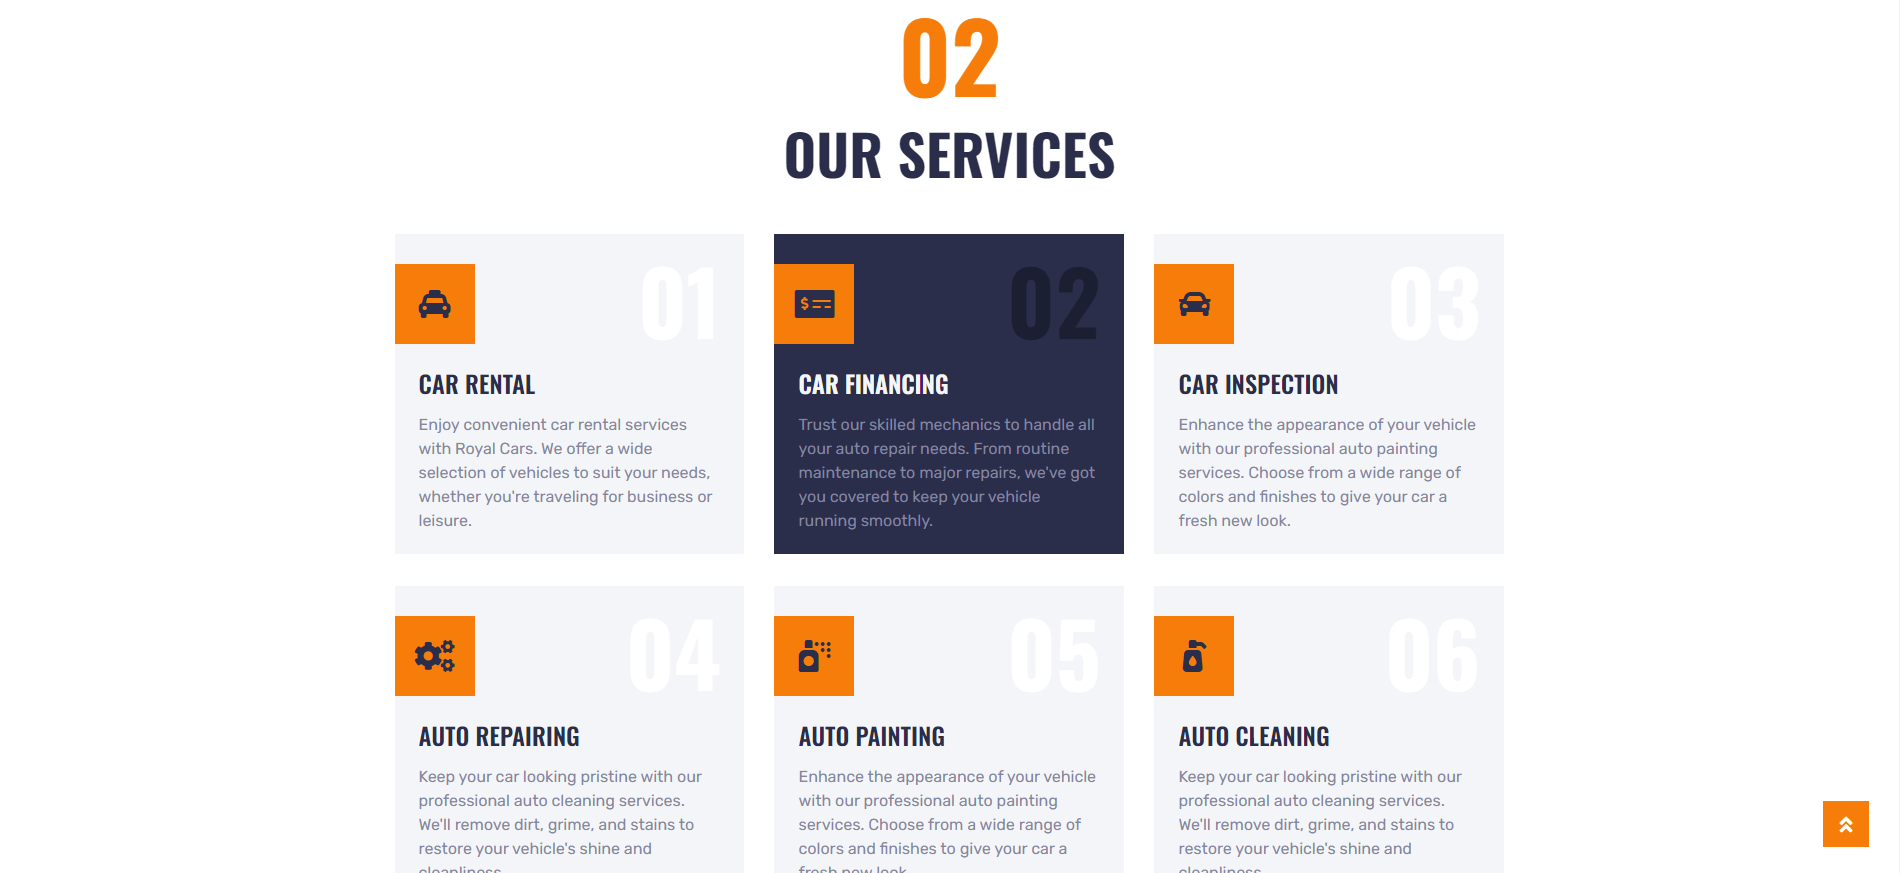 02
OUR SERVICES
01
CAR RENTAL
Enjoy convenient car rental services
with Royal Cars. We offer a wide
selection of vehicles to suit your needs,
whether you're traveling for business or
leisure.
$
02
CAR FINANCING
Trust our skilled mechanics to handle all
your auto repair needs. From routine
maintenance to major repairs, we've got
you covered to keep your vehicle
running smoothly.
03
CAR INSPECTION
Enhance the appearance of your vehicle
with our professional auto painting
services. Choose from a wide range of
colors and finishes to give your car a
fresh new look.
04
AUTO REPAIRING
Keep your car looking pristine with our
professional auto cleaning services.
We'll remove dirt, grime, and stains to
restore your vehicle's shine and
cleanliness.
05
AUTO PAINTING
Enhance the appearance of your vehicle
with our professional auto painting
services. Choose from a wide range of
colors and finishes to give your car a
fresh new look.
06
AUTO CLEANING
Keep your car looking pristine with our
professional auto cleaning services.
We'll remove dirt, grime, and stains to
restore your vehicle's shine and
cleanliness.